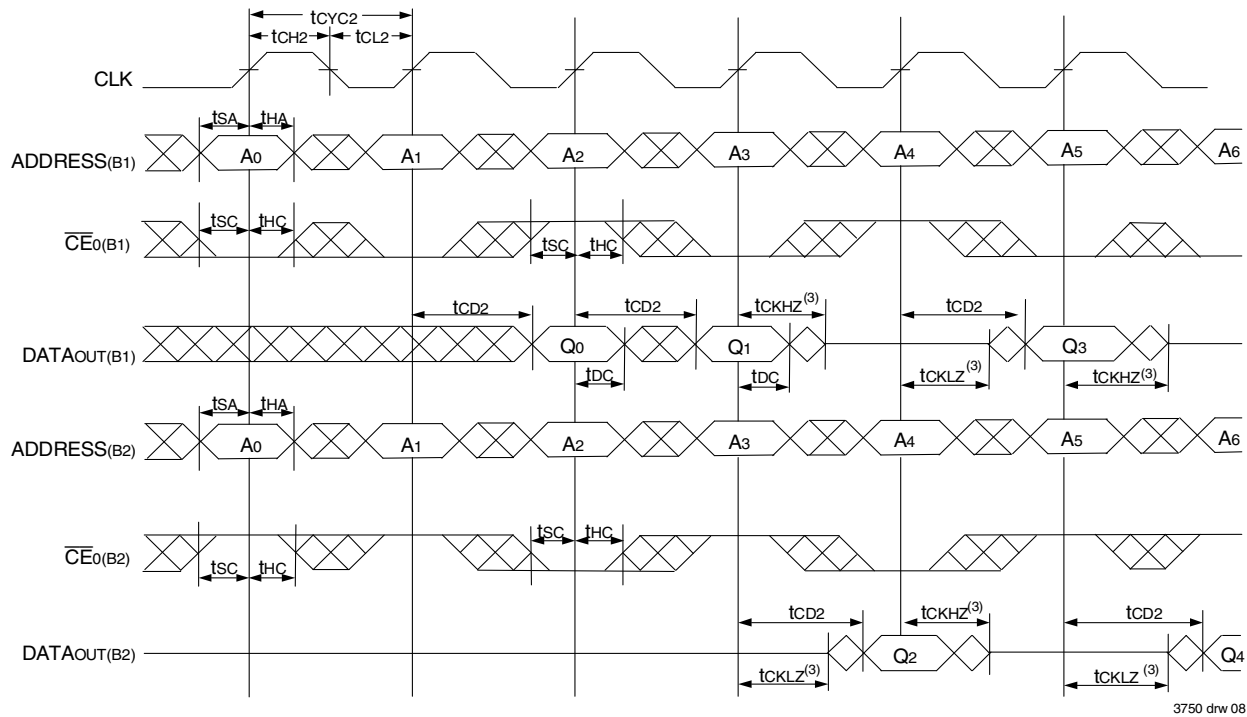 tCYC2
tCH2 tCL2
CLK
tSA tHA
ADDRESS(B1) A0 A1 A2 A3 A4 A5 A6
tSC tHC
CE0(B1) tSC tHC
tCD2 tCD2 tCKHZ(3) tCD2
DATAOUT(B1) Q0 Q1 Q3
tDC tDC tCKLZ(3) tCKHZ(3)
tSA tHA
ADDRESS(B2) A0 A1 A2 A3 A4 A5 A6
tSC tHC
CE0(B2)
tSC tHC
tCD2 tCKHZ(3) tCD2
DATAOUT(B2) Q2 Q4
tCKLZ(3) tCKLZ(3)
3750 drw 08